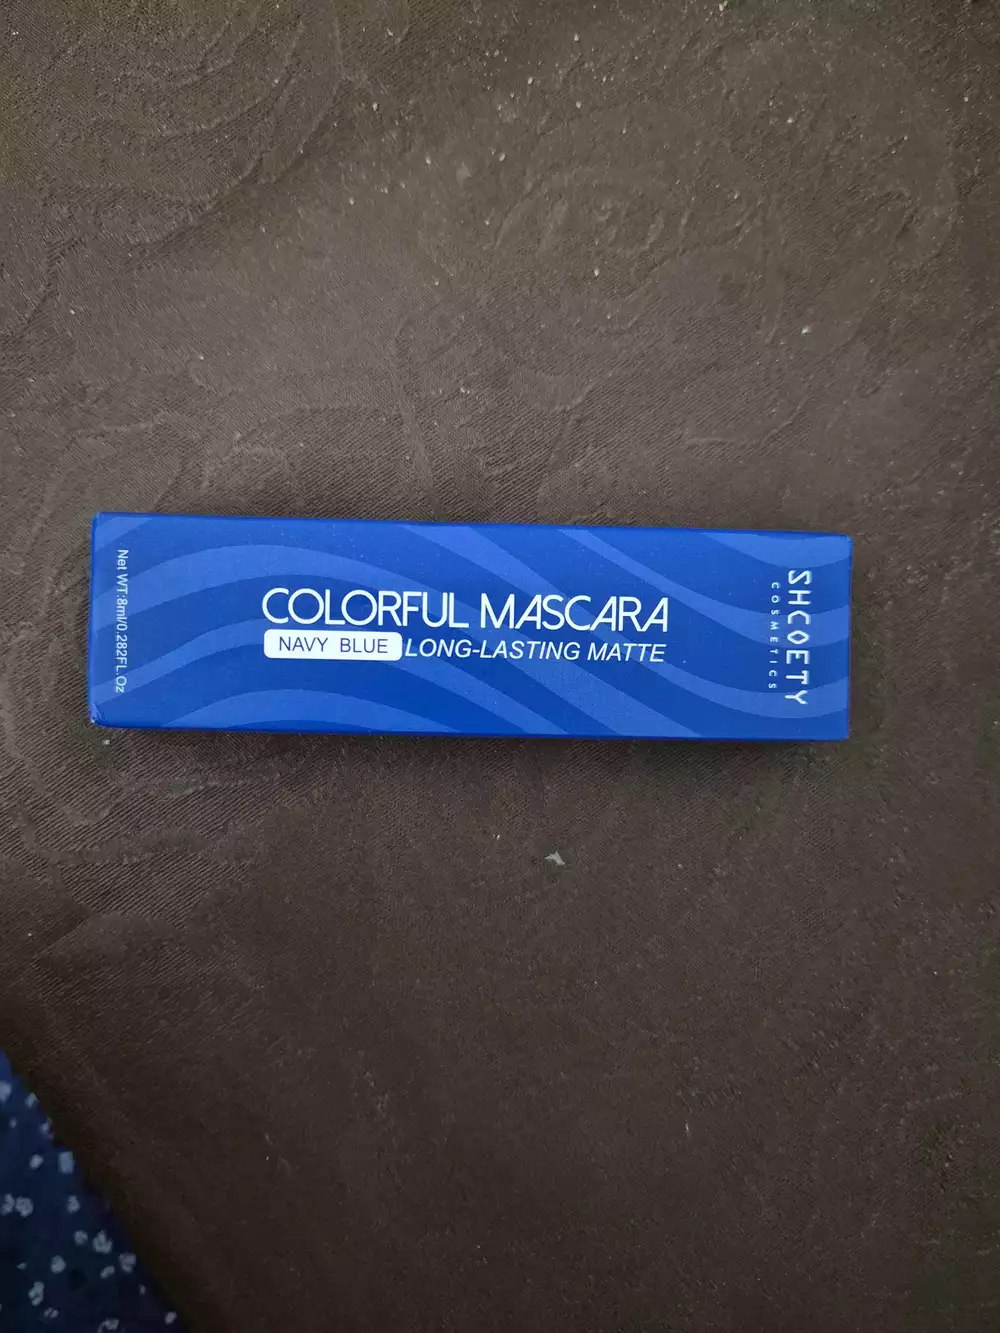 Net WT:8ml/0.282FL.Oz
COLORFUL MASCARA
NAVY BLUE LONG-LASTING MATTE
SHCOETY
COSMETICS